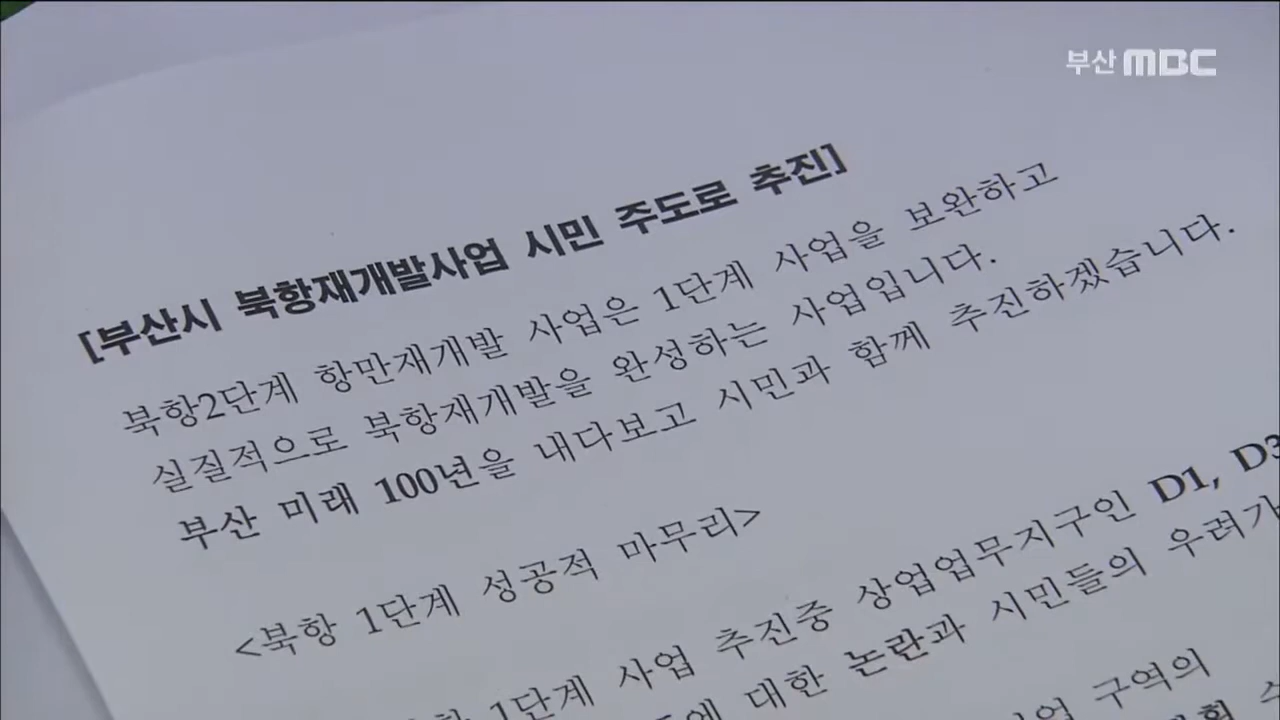 부산 MBC
[부산시 북항재개발사업 시민 주도로 추진]
북항2단계 항만재개발 사업은 1단계 사업을 보완하고
실질적으로 북항재개발을 완성하는 사업입니다.
부산 미래 100년을 내다보고 시민과 함께 추진하겠습니다.
<북항 1단계 성공적 마무리>
1단계 사업 추진중 상업업무지구인 D1, D3
대한 논란과 시민들의 우려가
구역의